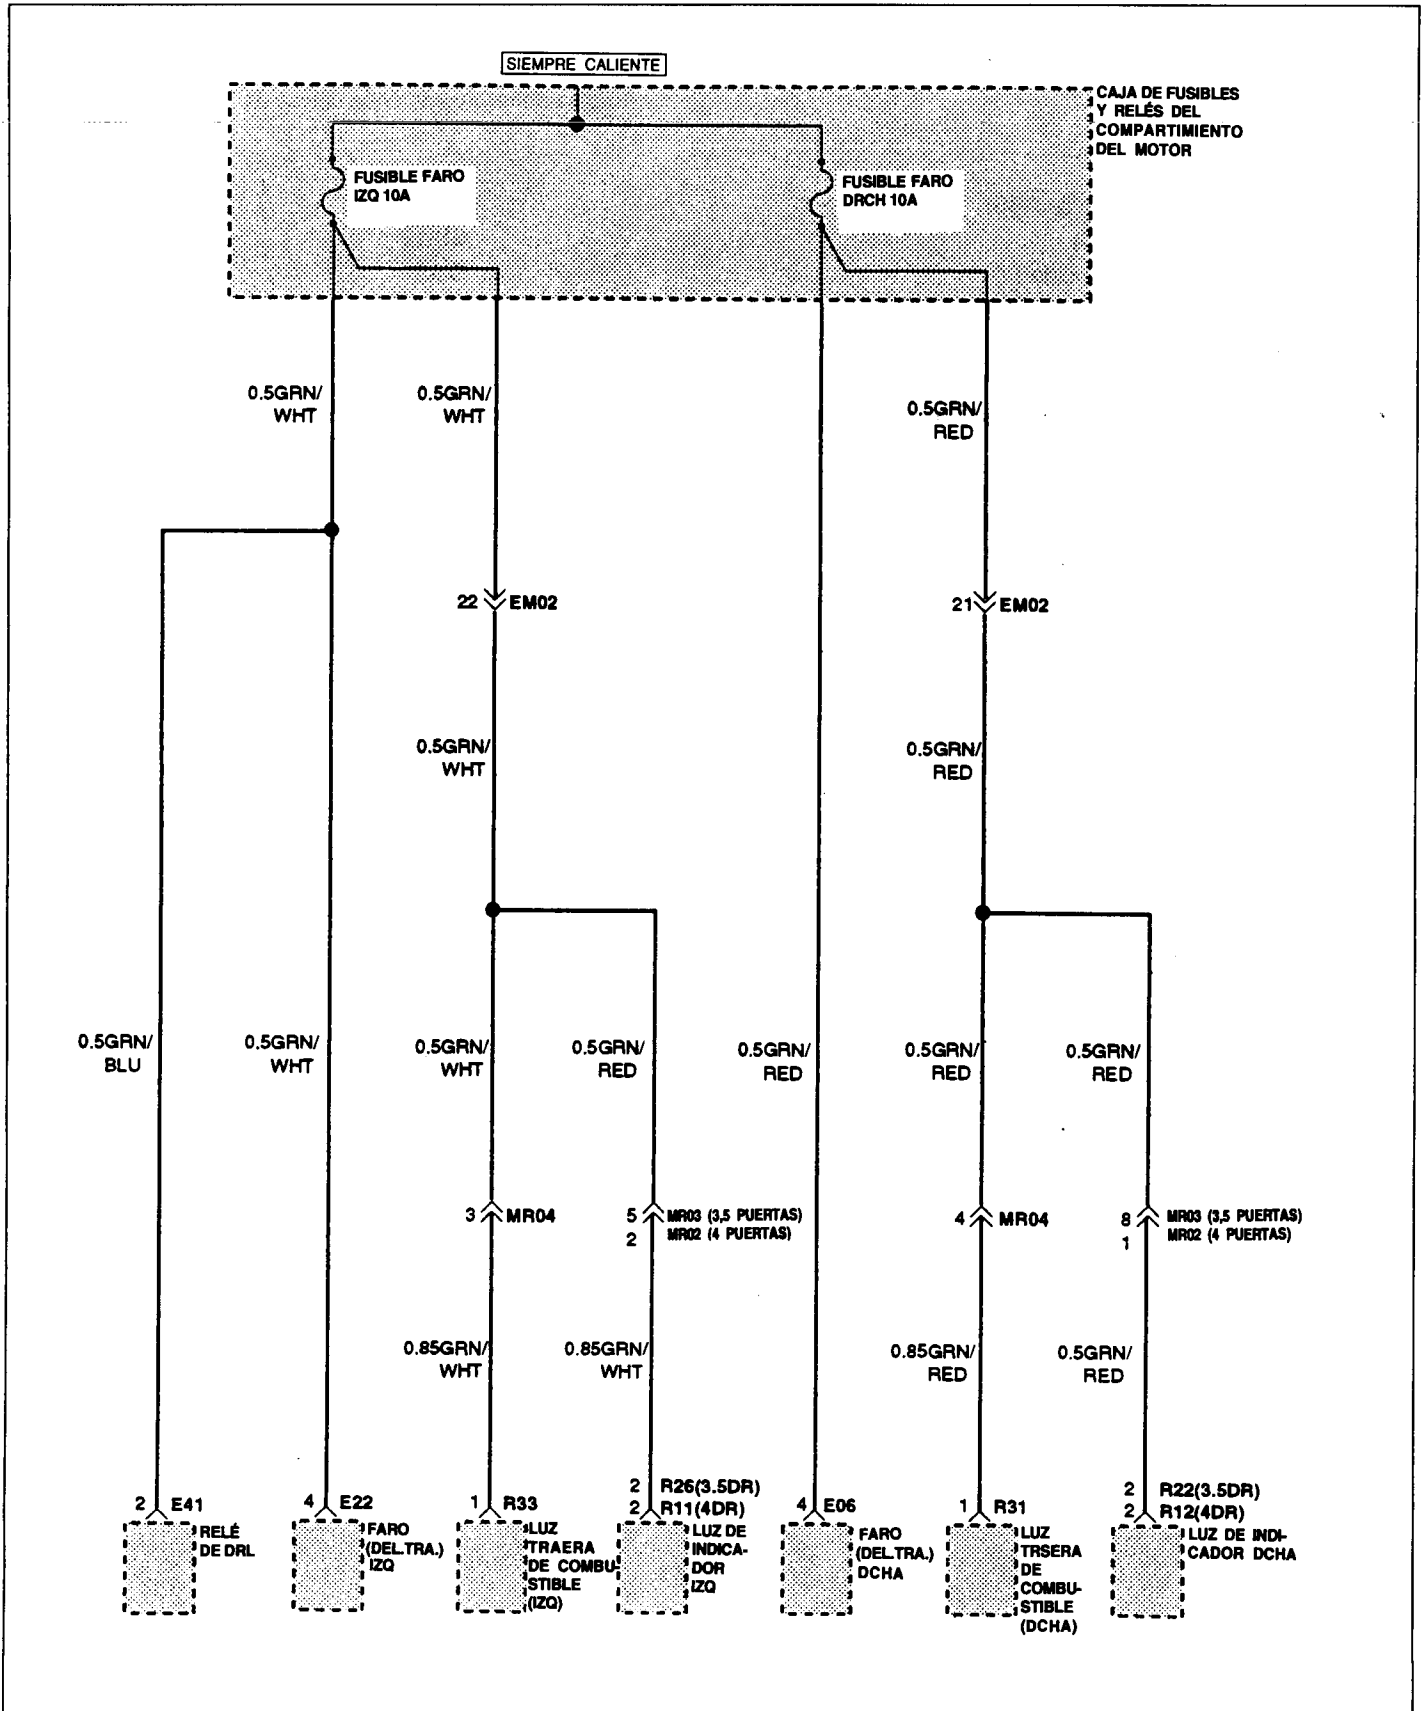 SIEMPRE CALIENTE
CAJA DE FUSIBLES
Y RELÉS DEL
COMPARTIMIENTO
DEL MOTOR
FUSIBLE FARO
IZQ 10A
FUSIBLE FARO
DRCH 10A
0.5GRN/
WHT
0.5GRN/
WHT
0.5GRN/
RED
22
EM02
21
EM02
0.5GRN/
WHT
0.5GRN/
RED
0.5GRN/
BLU
0.5GRN/
WHT
0.5GRN/
WHT
0.5GRN/
RED
0.5GRN/
RED
0.5GRN/
RED
0.5GRN/
RED
3
MR04
5
MR03 (3,5 PUERTAS)
2
MR02 (4 PUERTAS)
4
MR04
8
MR03 (3,5 PUERTAS)
1
MR02 (4 PUERTAS)
0.85GRN/
WHT
0.85GRN/
WHT
0.85GRN/
RED
0.5GRN/
RED
2 E41
RELÉ
DE DRL
4 E22
FARO
(DEL.TRA.)
IZQ
1 R33
LUZ
TRAERA
DE COMBU-
STIBLE
(IZQ)
2 R26(3.5DR)
2 R11(4DR)
LUZ DE
INDICA-
DOR
IZQ
4 E06
FARO
(DEL.TRA.)
DCHA
1 R31
LUZ
TRSERA
DE
COMBU-
STIBLE
(DCHA)
2 R22(3.5DR)
2 R12(4DR)
LUZ DE INDI-
CADOR DCHA